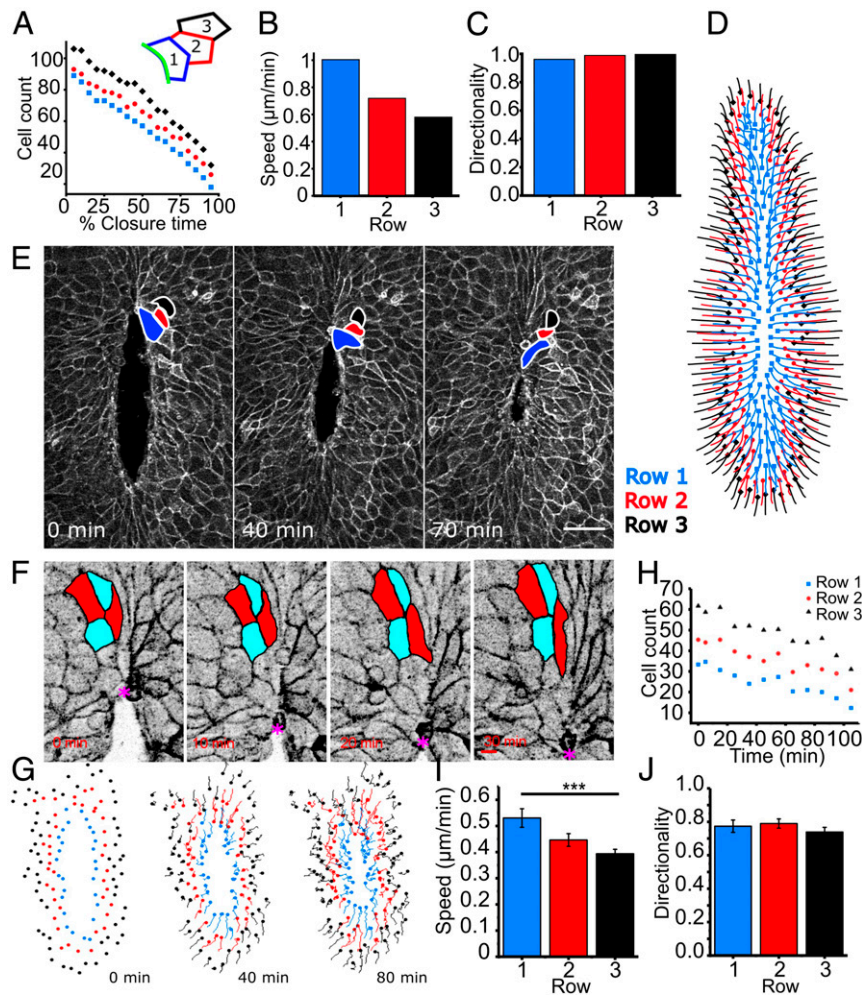 A
B
C
D
1
2
3
Cell count
100
80
60
40
20
0
25
50
75
100
% Closure time
Speed (µm/min)
1
0.8
0.6
0.4
0.2
0
1 2 3
Row
Directionality
1.0
0.8
0.6
0.4
0.2
0.0
1 2 3
Row
E
0 min
40 min
70 min
Row 1
Row 2
Row 3
F
0 min
10 min
20 min
30 min
*
*
*
*
H
Row 1
Row 2
Row 3
Cell count
70
60
50
40
30
20
10
0 20 40 60 80 100
Time (min)
G
0 min
40 min
80 min
I
***
Speed (µm/min)
0.6
0.5
0.4
0.3
0.2
0.1
0
1 2 3
Row
J
Directionality
1.0
0.8
0.6
0.4
0.2
0.0
1 2 3
Row